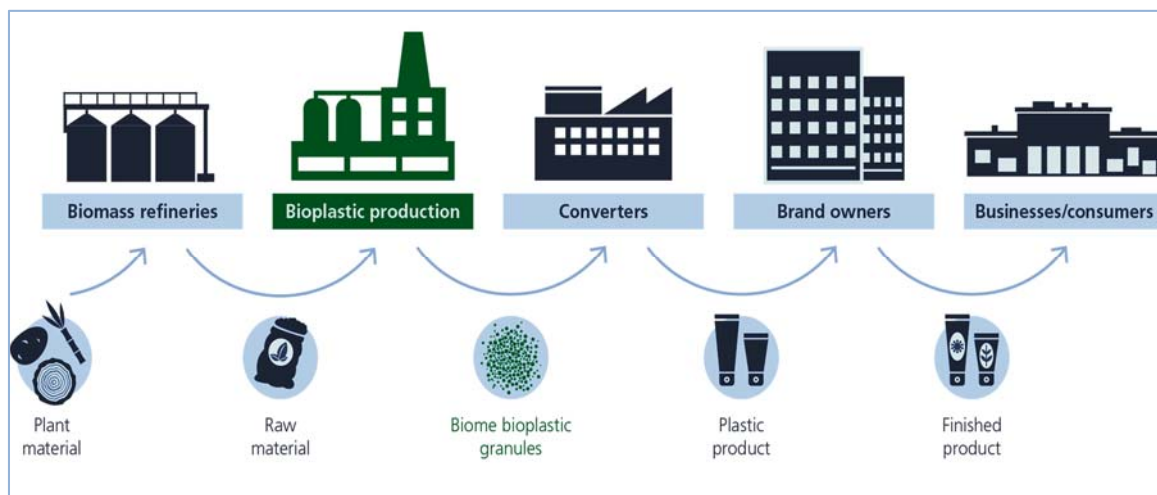 Biomass refineries
Bioplastic production
Converters
Brand owners
Businesses/consumers
Plant
material
Raw
material
Biome bioplastic
granules
Plastic
product
Finished
product